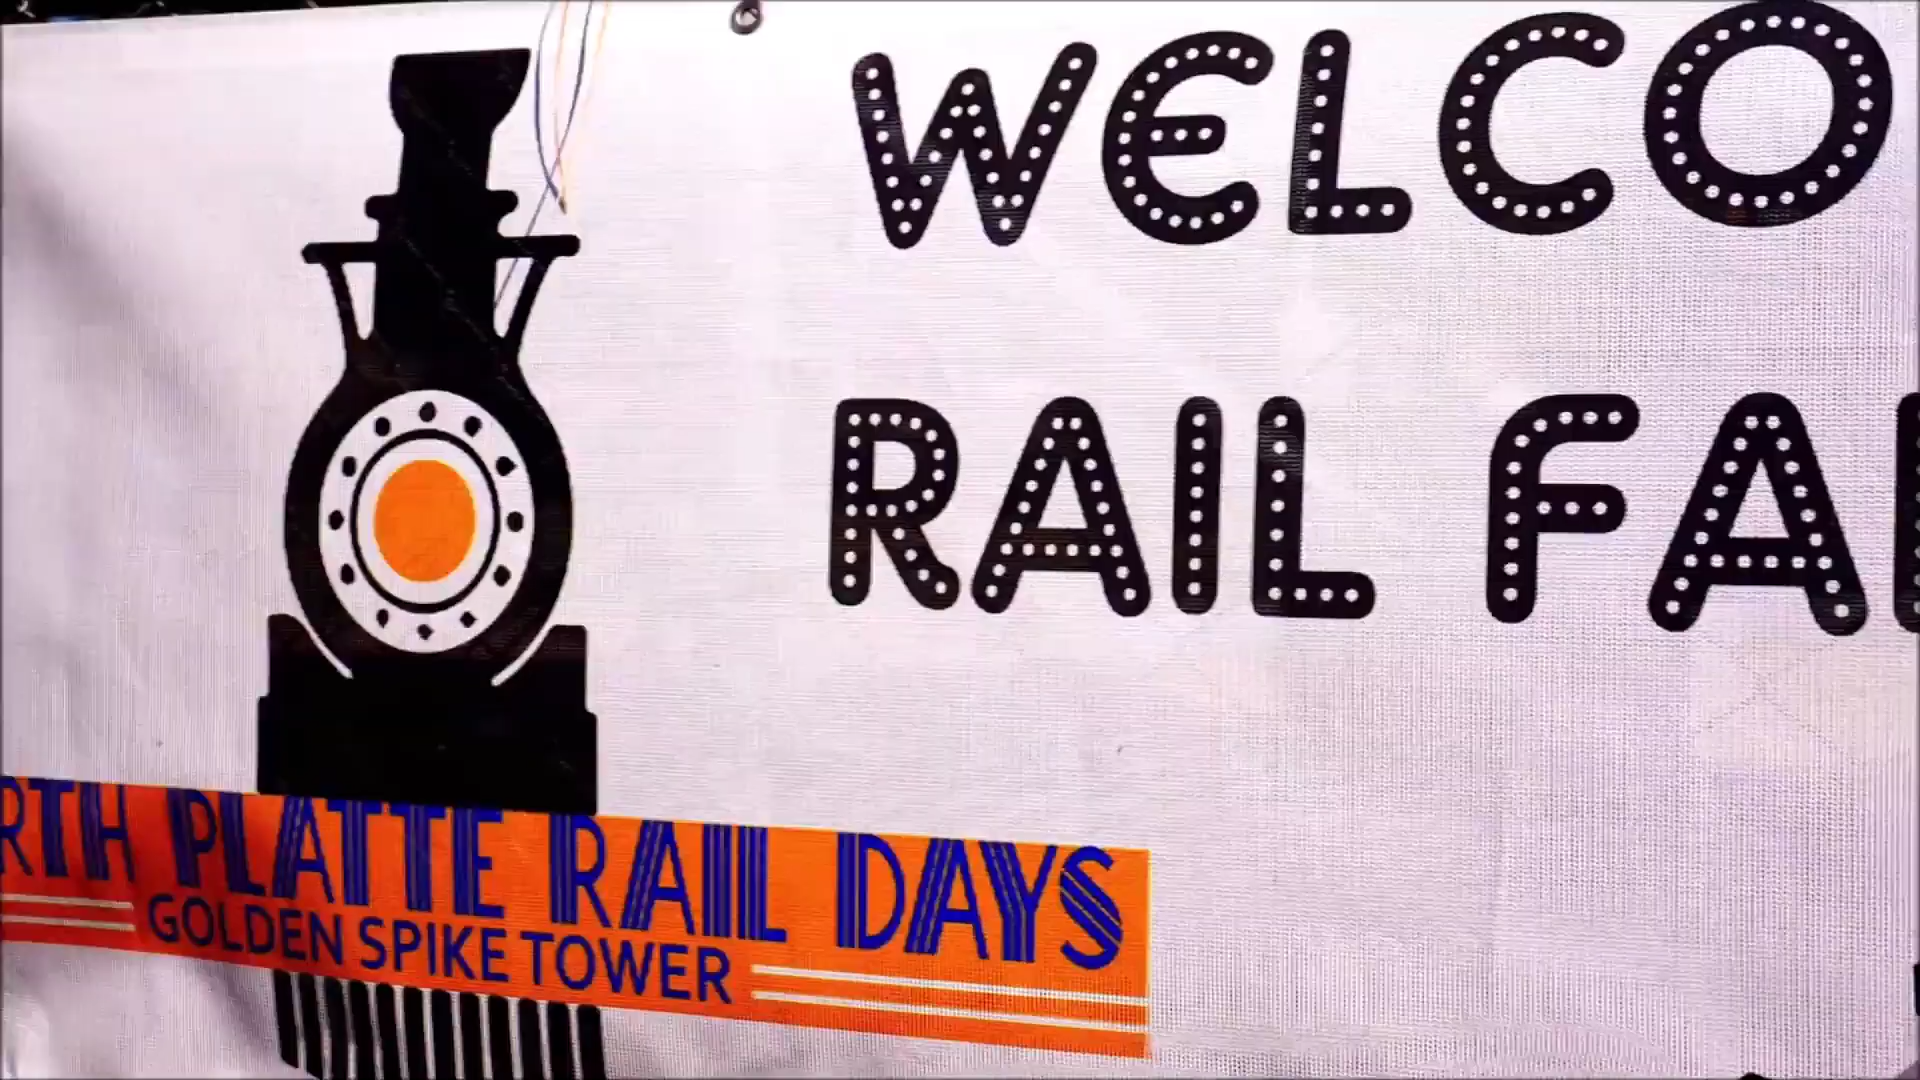 WELCO
RAIL FA
RTH PLATTE RAIL DAYS
GOLDEN SPIKE TOWER